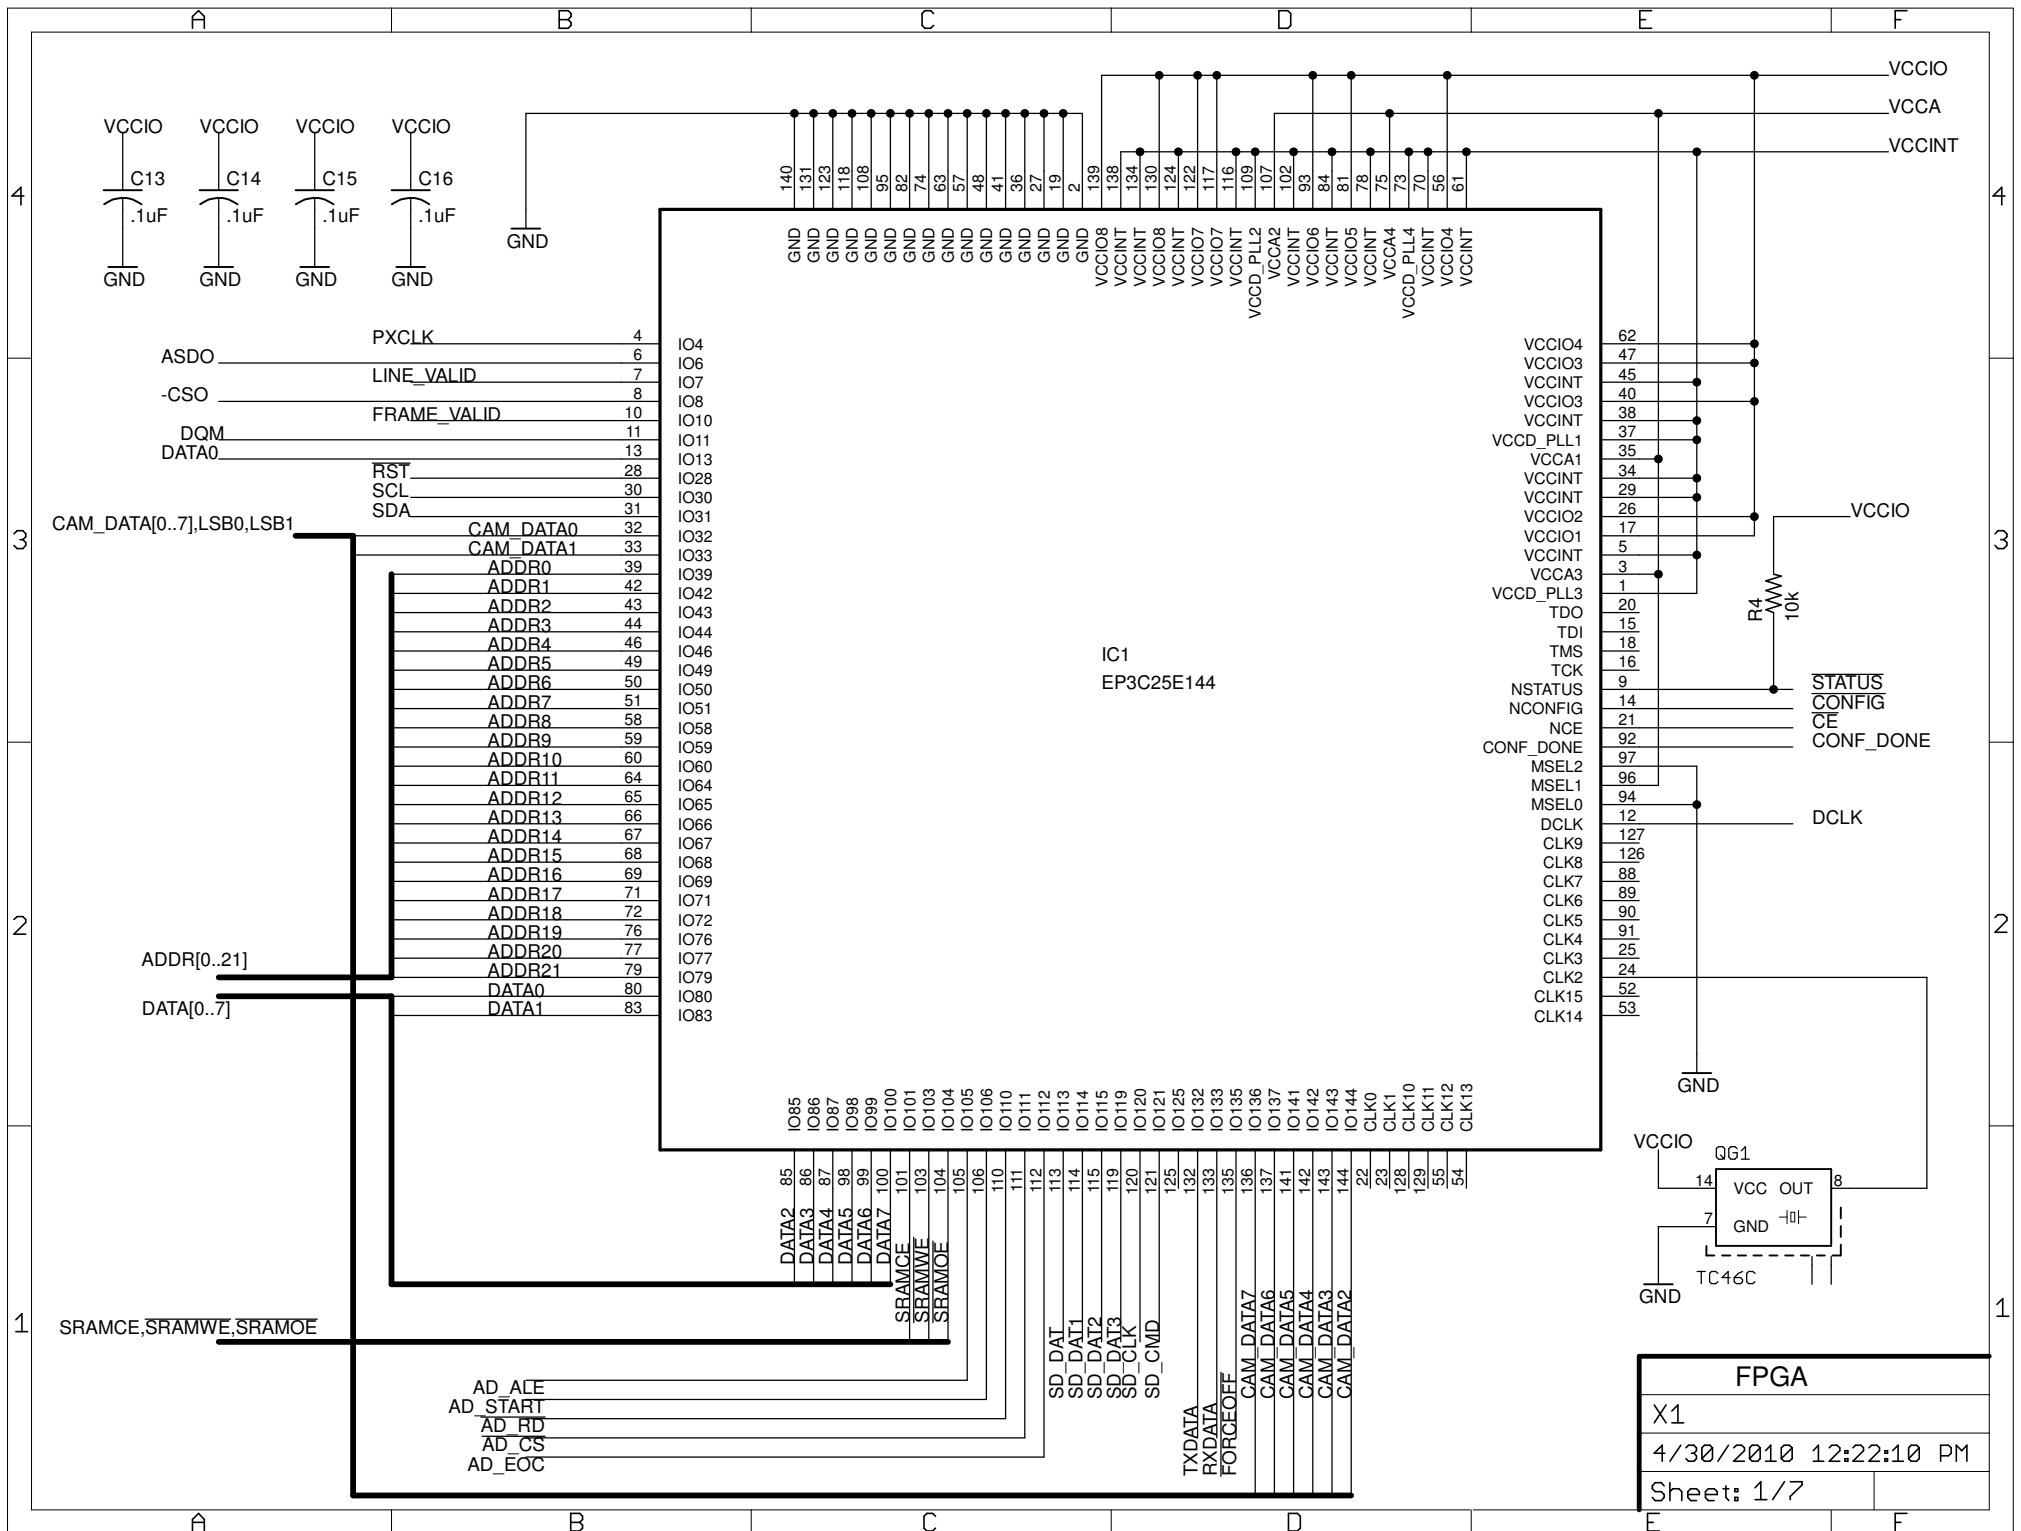 A B C D E F
VCCIO
VCCA
VCCINT
VCCIO VCCIO VCCIO VCCIO
C13 C14 C15 C16
.1uF .1uF .1uF .1uF
GND GND GND GND
GND
4 4
140 131 123 118 108 95 82 74 63 57 48 41 36 27 19 2 139 138 134 130 124 122 117 116 109 107 102 93 84 81 78 75 73 70 56 61
GND GND GND GND GND GND GND GND GND GND GND GND GND GND GND GND VCCIO8 VCCINT VCCINT VCCIO8 VCCINT VCCIO7 VCCIO7 VCCINT VCCD_PLL2 VCCA2 VCCINT VCCIO6 VCCINT VCCIO5 VCCINT VCCA4 VCCD_PLL4 VCCINT VCCIO4 VCCINT
PXCLK 4 IO4
ASDO 6 IO6
LINE_VALID 7 IO7
-CSO 8 IO8
FRAME_VALID 10 IO10
DQM 11 IO11
DATA0 13 IO13
RST 28 IO28
SCL 30 IO30
SDA 31 IO31
CAM_DATA[0..7],LSB0,LSB1
3 3
CAM_DATA0 32 IO32
CAM_DATA1 33 IO33
ADDR0 39 IO39
ADDR1 42 IO42
ADDR2 43 IO43
ADDR3 44 IO44
ADDR4 46 IO46
ADDR5 49 IO49
ADDR6 50 IO50
ADDR7 51 IO51
ADDR8 58 IO58
ADDR9 59 IO59
ADDR10 60 IO60
ADDR11 64 IO64
ADDR12 65 IO65
ADDR13 66 IO66
ADDR14 67 IO67
ADDR15 68 IO68
ADDR16 69 IO69
ADDR17 71 IO71
ADDR18 72 IO72
ADDR19 76 IO76
ADDR20 77 IO77
ADDR21 79 IO79
DATA0 80 IO80
DATA1 83 IO83
2 2
ADDR[0..21]
DATA[0..7]
IC1
EP3C25E144
VCCIO4 62
VCCIO3 47
VCCINT 45
VCCIO3 40
VCCINT 38
VCCD_PLL1 37
VCCA1 35
VCCINT 34
VCCINT 29
VCCIO2 26
VCCIO1 17
VCCINT 5
VCCA3 3
VCCD_PLL3 1
TDO 20
TDI 15
TMS 18
TCK 16
NSTATUS 9 STATUS
NCONFIG 14 CONFIG
NCE 21 CE
CONF_DONE 92 CONF_DONE
MSEL2 97
MSEL1 96
MSEL0 94
DCLK 12 DCLK
CLK9 127
CLK8 126
CLK7 88
CLK6 89
CLK5 90
CLK4 91
CLK3 25
CLK2 24
CLK15 52
CLK14 53
VCCIO
R4
10k
GND
IO85 IO86 IO87 IO98 IO99 IO100 IO101 IO103 IO104 IO105 IO106 IO110 IO111 IO112 IO113 IO114 IO115 IO119 IO120 IO121 IO125 IO132 IO133 IO135 IO136 IO137 IO141 IO142 IO143 IO144 CLK0 CLK1 CLK10 CLK11 CLK12 CLK13
85 86 87 98 99 100 101 103 104 105 106 110 111 112 113 114 115 119 120 121 125 132 133 135 136 137 141 142 143 144 22 23 128 129 55 54
DATA2 DATA3 DATA4 DATA5 DATA6 DATA7
SRAMCE SRAMWE SRAMOE
SD_DAT SD_DAT1 SD_DAT2 SD_DAT3 SD_CLK SD_CMD
TXDATA RXDATA FORCEOFF
CAM_DATA7 CAM_DATA6 CAM_DATA5 CAM_DATA4 CAM_DATA3 CAM_DATA2
1 1
SRAMCE,SRAMWE,SRAMOE
AD_ALE
AD_START
AD_RD
AD_CS
AD_EOC
VCCIO
QG1
14 VCC OUT 8
7 GND
TC46C
GND
FPGA
X1
4/30/2010 12:22:10 PM
Sheet: 1/7
A B C D E F